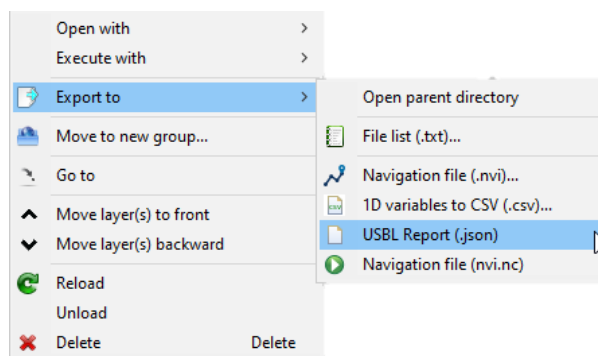 Open with
Execute with
Export to
Move to new group...
Go to
Move layer(s) to front
Move layer(s) backward
Reload
Unload
Delete Delete
Open parent directory
File list (.txt)...
Navigation file (.nvi)...
1D variables to CSV (.csv)...
USBL Report (.json)
Navigation file (nvi.nc)